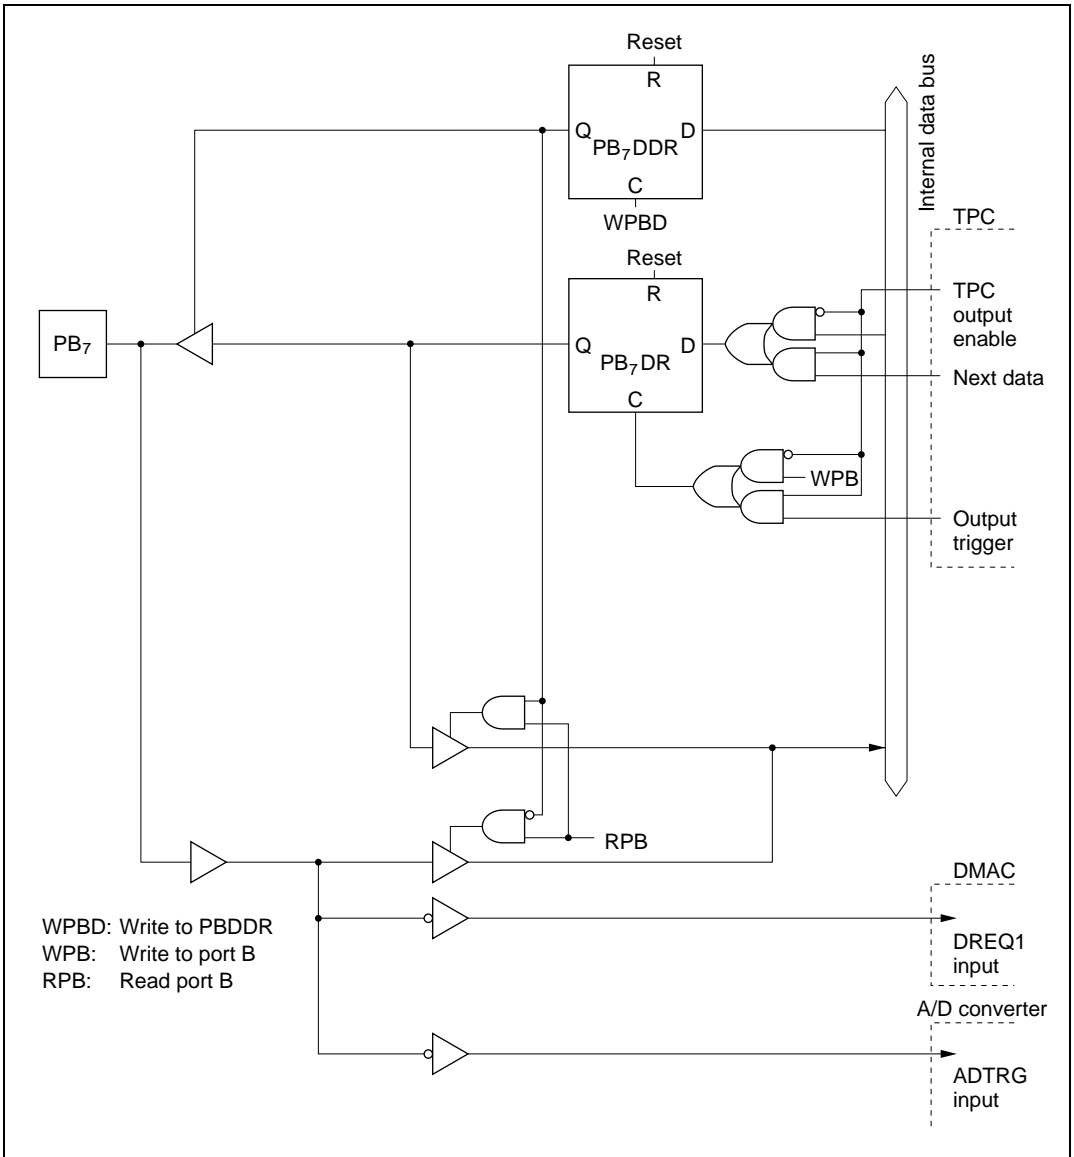 Reset
R
Q
D
PB₇DDR
C
WPBD
Internal data bus
TPC
Reset
R
TPC
output
enable
PB₇
Q
D
PB₇DR
Next data
C
WPB
Output
trigger
RPB
DMAC
WPBD: Write to PBDDR
WPB: Write to port B
RPB: Read port B
DREQ1
input
A/D converter
ADTRG
input